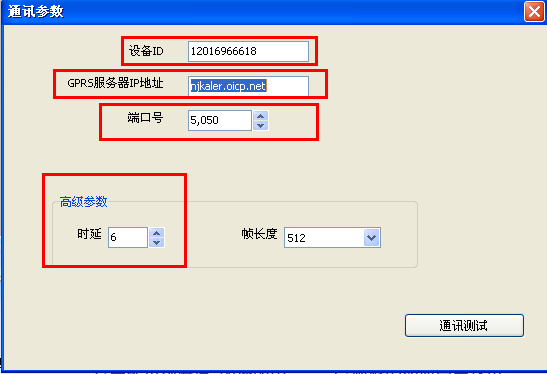 通讯参数
设备ID 12016966618
GPRS服务器IP地址 njkaler.oicp.net
端口号 5,050
高级参数
时延 6 帧长度 512
通讯测试